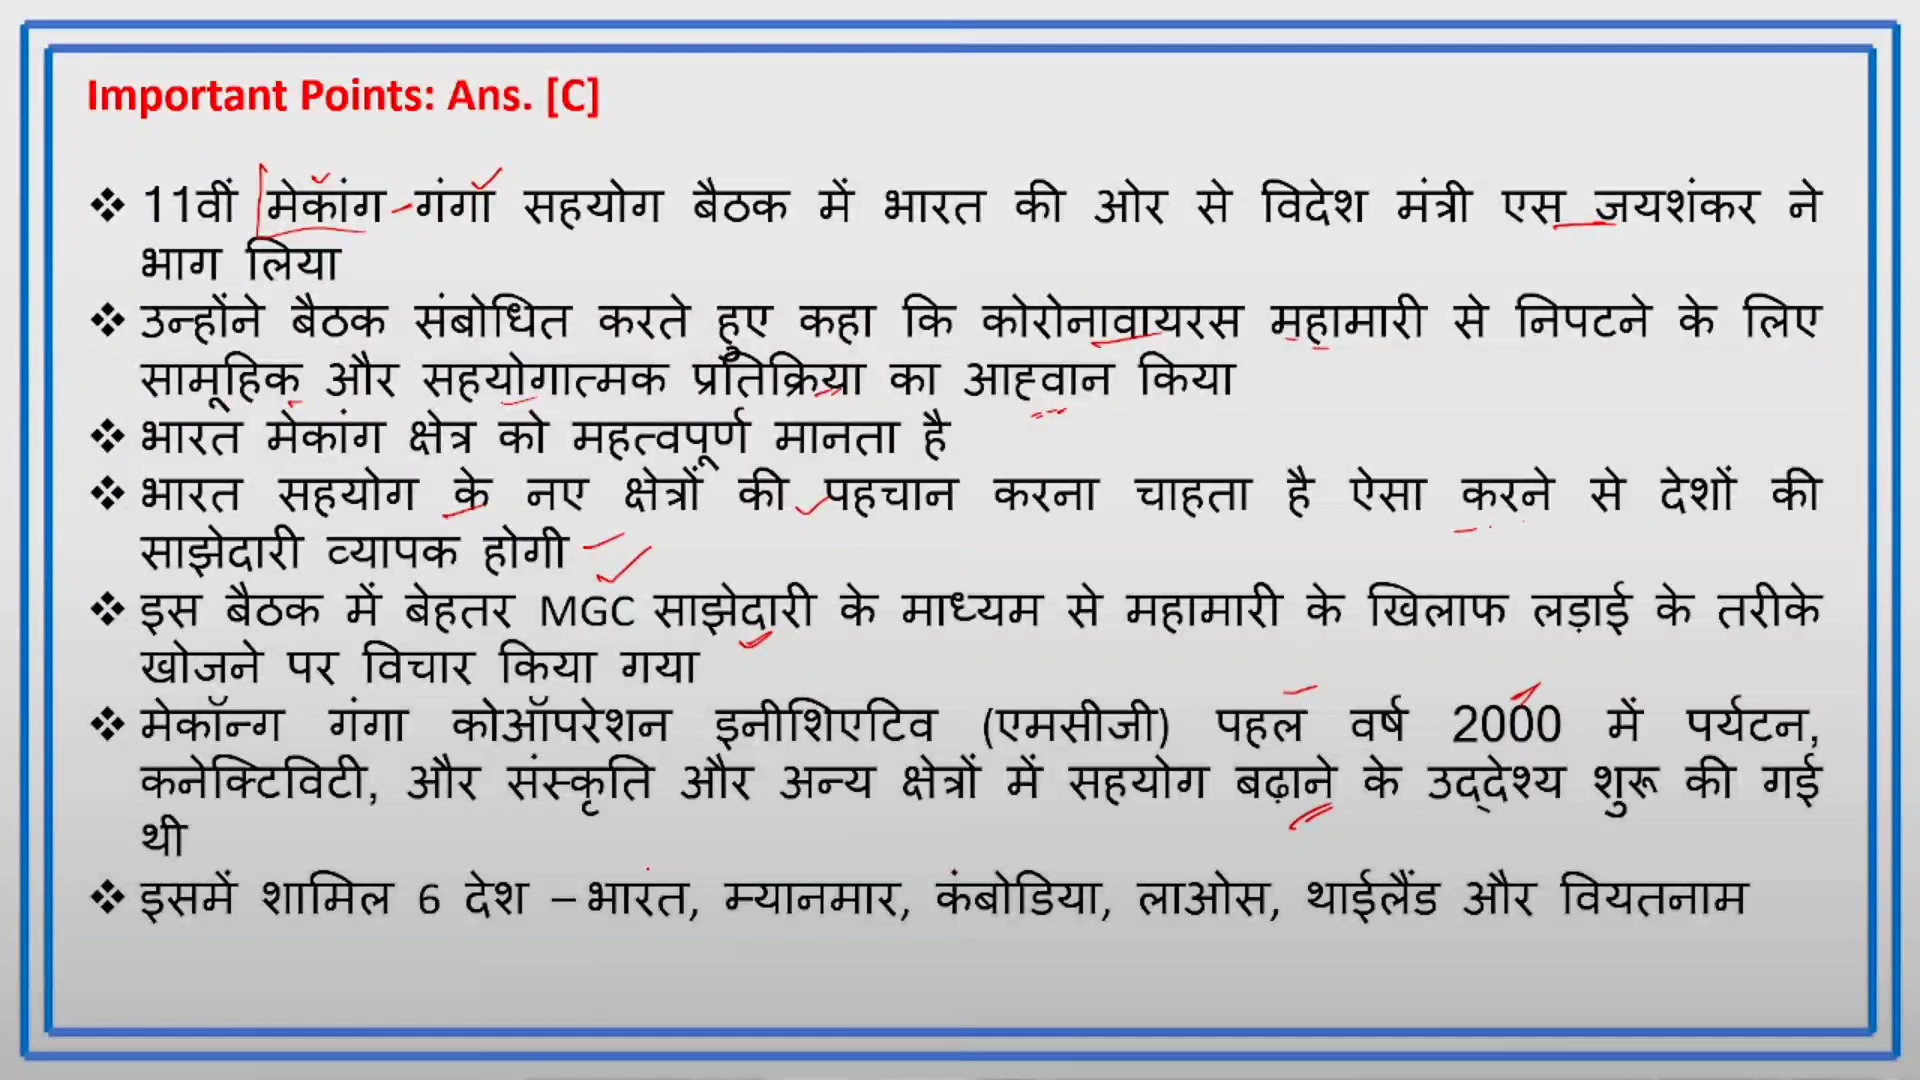 Important Points: Ans. [C]
❖ 11वीं मेकांग - गंगा सहयोग बैठक में भारत की ओर से विदेश मंत्री एस जयशंकर ने
भाग लिया
❖ उन्होंने बैठक संबोधित करते हुए कहा कि कोरोनावायरस महामारी से निपटने के लिए
सामूहिक और सहयोगात्मक प्रतिक्रिया का आह्वान किया
❖ भारत मेकांग क्षेत्र को महत्वपूर्ण मानता है
❖ भारत सहयोग के नए क्षेत्रों की पहचान करना चाहता है ऐसा करने से देशों की
साझेदारी व्यापक होगी
❖ इस बैठक में बेहतर MGC साझेदारी के माध्यम से महामारी के खिलाफ लड़ाई के तरीके
खोजने पर विचार किया गया
❖ मेकॉन्ग गंगा कोऑपरेशन इनीशिएटिव (एमसीजी) पहल वर्ष 2000 में पर्यटन,
कनेक्टिविटी, और संस्कृति और अन्य क्षेत्रों में सहयोग बढ़ाने के उद्देश्य शुरू की गई
थी
❖ इसमें शामिल 6 देश – भारत, म्यानमार, कंबोडिया, लाओस, थाईलैंड और वियतनाम